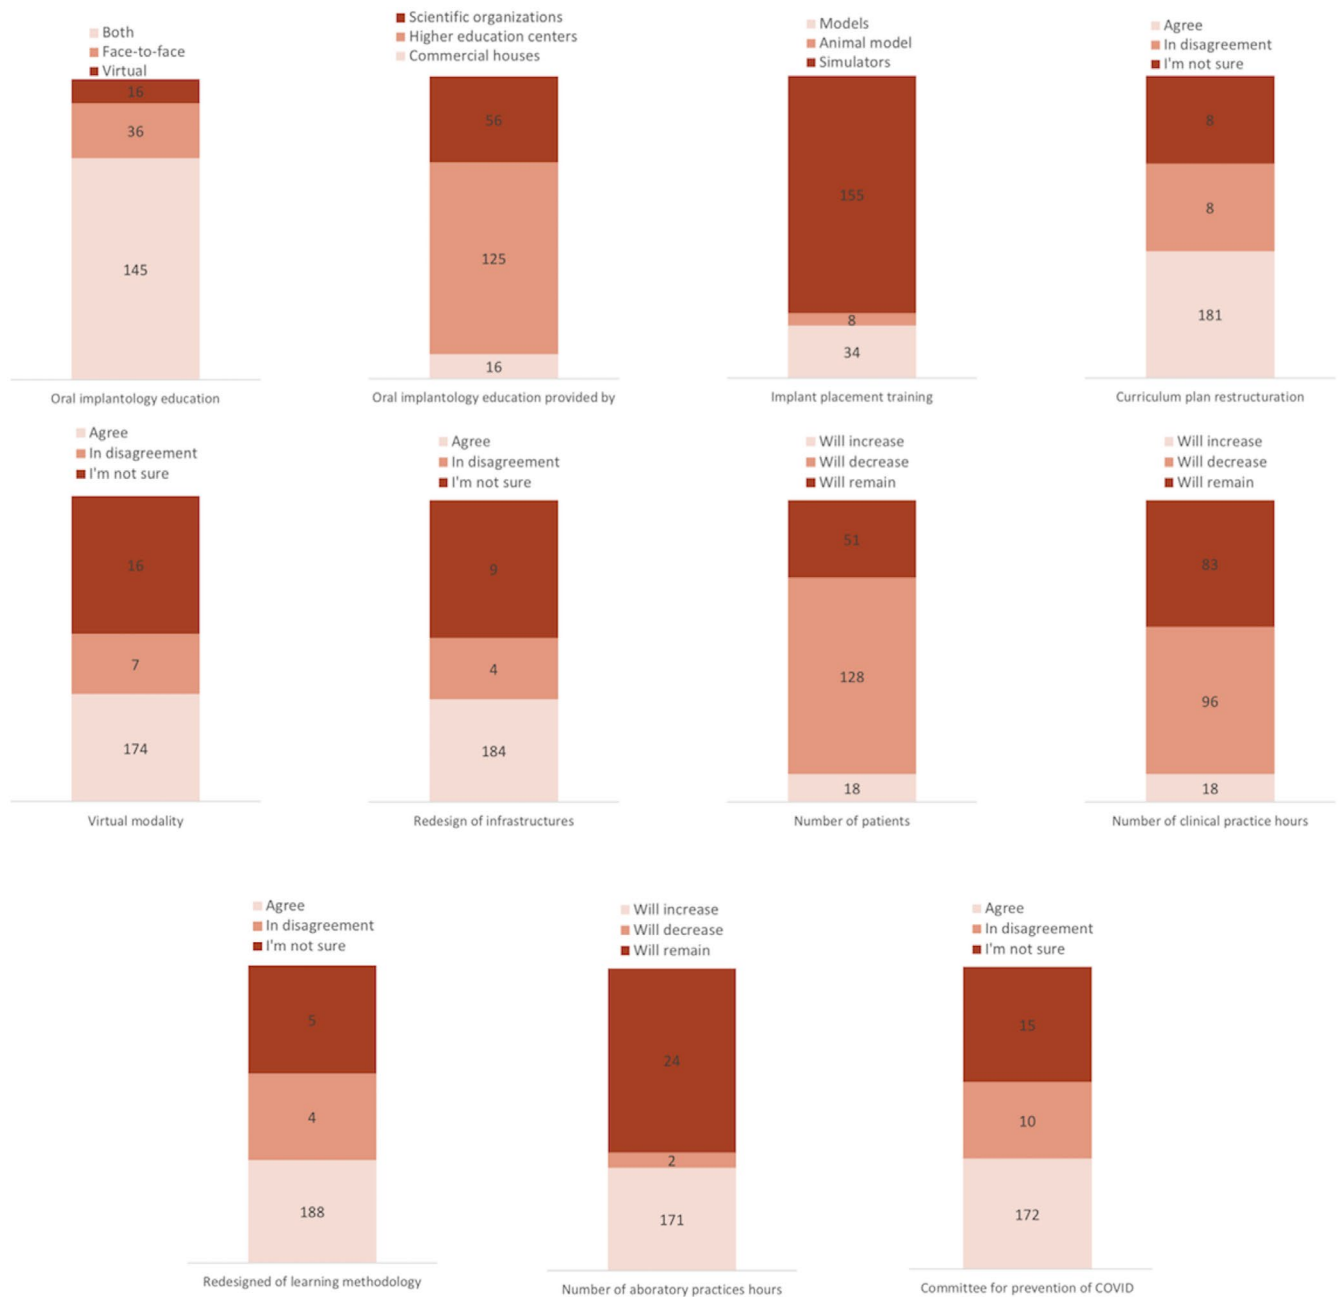 Both
Face-to-face
Virtual
16
36
145
Oral implantology education
Scientific organizations
Higher education centers
Commercial houses
56
125
16
Oral implantology education provided by
Models
Animal model
Simulators
155
8
34
Implant placement training
Agree
In disagreement
I'm not sure
8
8
181
Curriculum plan restructuration
Agree
In disagreement
I'm not sure
16
7
174
Virtual modality
Agree
In disagreement
I'm not sure
9
4
184
Redesign of infrastructures
Will increase
Will decrease
Will remain
51
128
18
Number of patients
Will increase
Will decrease
Will remain
83
96
18
Number of clinical practice hours
Agree
In disagreement
I'm not sure
5
4
188
Redesigned of learning methodology
Will increase
Will decrease
Will remain
24
2
171
Number of aboratory practices hours
Agree
In disagreement
I'm not sure
15
10
172
Committee for prevention of COVID